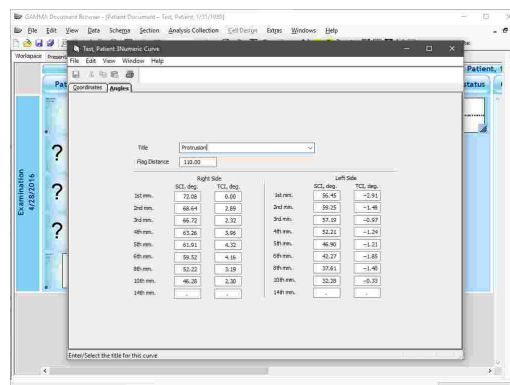 GAMMA Document Browser - [Patient Document - Test, Patient, 1/31/1995]
File Edit View Data Schema Section Analysis Collection Cell Design Extras Windows Help
Workspace
Patient, 1
Pat
status
Examination
4/28/2016
?
?
?
Test, Patient 3Numeric Curve
File Edit View Window Help
Coordinates Angles
Title Protrusion
Flag Distance 110.00
Right Side Left Side
SCI, deg. TCI, deg. SCI, deg. TCI, deg.
1st mm. 72.08 0.00 1st mm. 56.45 -2.91
2nd mm. 68.64 2.89 2nd mm. 59.25 -1.48
3rd mm. 66.72 2.32 3rd mm. 57.19 -0.97
4th mm. 63.26 3.96 4th mm. 52.21 -1.24
5th mm. 61.91 4.32 5th mm. 46.90 -1.21
6th mm. 59.52 4.16 6th mm. 42.27 -1.85
8th mm. 52.22 3.19 8th mm. 37.61 -1.40
10th mm. 46.28 2.30 10th mm. 32.28 -0.33
14th mm. . . 14th mm. . .
Enter/Select the title for this curve